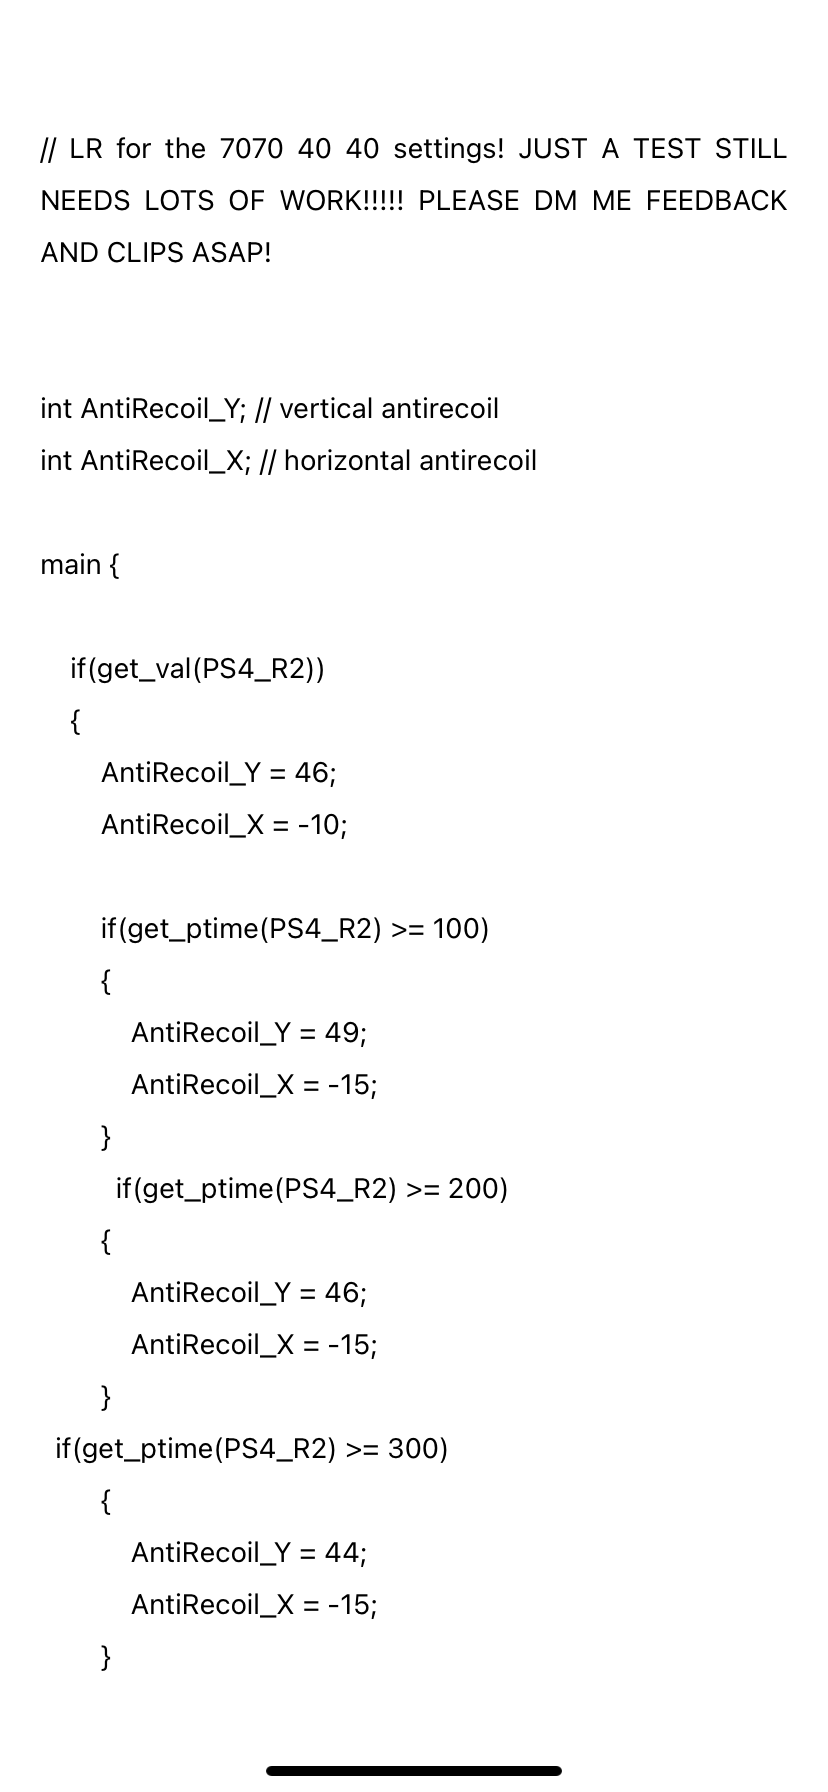 // LR for the 7070 40 40 settings! JUST A TEST STILL
NEEDS LOTS OF WORK!!!!! PLEASE DM ME FEEDBACK
AND CLIPS ASAP!
int AntiRecoil_Y; // vertical antirecoil
int AntiRecoil_X; // horizontal antirecoil
main {
if(get_val(PS4_R2))
{
AntiRecoil_Y = 46;
AntiRecoil_X = -10;
if(get_ptime(PS4_R2) >= 100)
{
AntiRecoil_Y = 49;
AntiRecoil_X = -15;
}
if(get_ptime(PS4_R2) >= 200)
{
AntiRecoil_Y = 46;
AntiRecoil_X = -15;
}
if(get_ptime(PS4_R2) >= 300)
{
AntiRecoil_Y = 44;
AntiRecoil_X = -15;
}